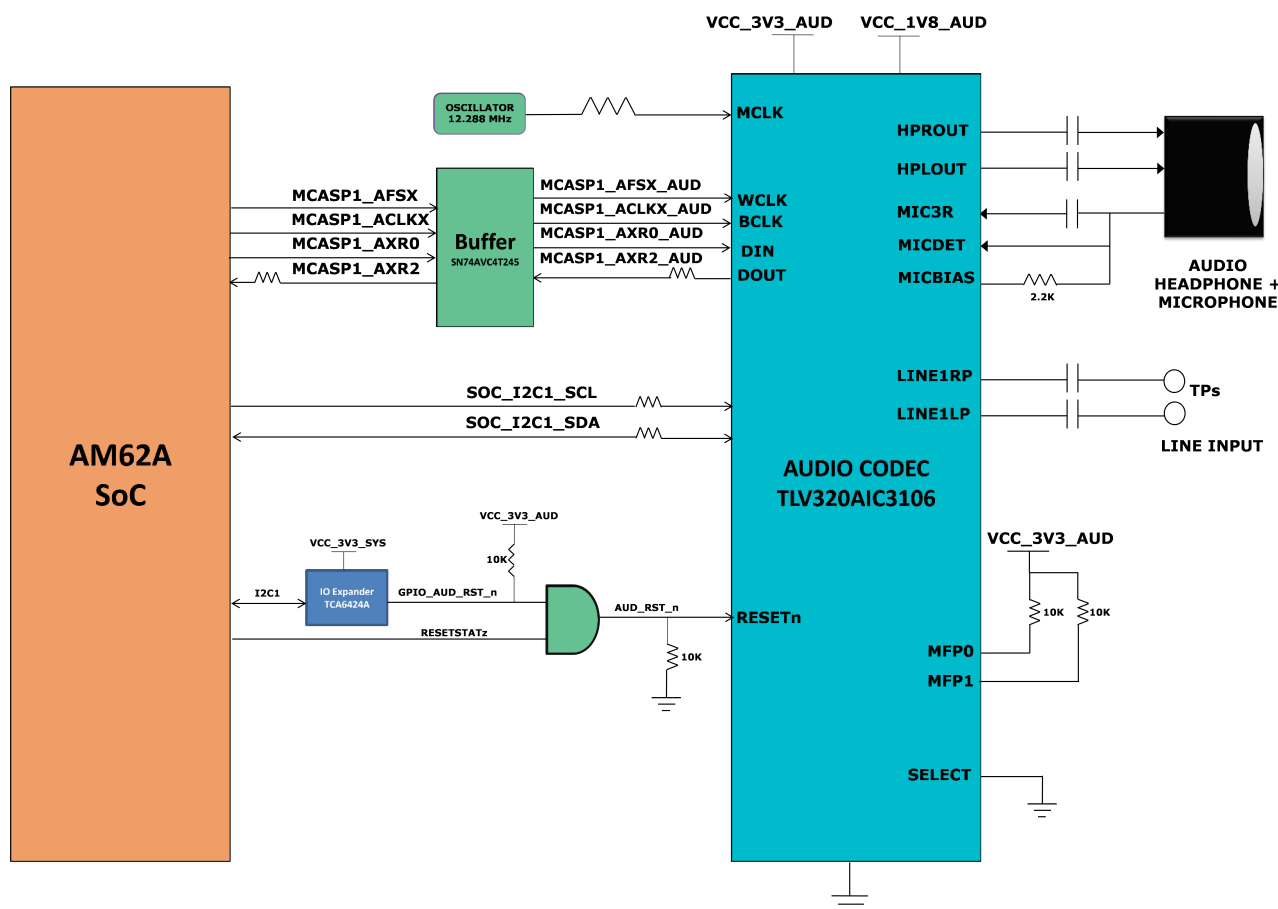 VCC_3V3_AUD
VCC_1V8_AUD
OSCILLATOR
12.288 MHz
MCLK
HPROUT
HPLOUT
MIC3R
MICDET
MICBIAS
2.2K
AUDIO
HEADPHONE +
MICROPHONE
MCASP1_AFSX
MCASP1_ACLKX
MCASP1_AXR0
MCASP1_AXR2
Buffer
SN74AVC4T245
MCASP1_AFSX_AUD
MCASP1_ACLKX_AUD
MCASP1_AXR0_AUD
MCASP1_AXR2_AUD
WCLK
BCLK
DIN
DOUT
LINE1RP
LINE1LP
TPs
LINE INPUT
SOC_I2C1_SCL
SOC_I2C1_SDA
AM62A
SoC
AUDIO CODEC
TLV320AIC3106
VCC_3V3_SYS
I2C1
IO Expander
TCA6424A
GPIO_AUD_RST_n
RESETSTATz
VCC_3V3_AUD
10K
AUD_RST_n
10K
RESETn
VCC_3V3_AUD
10K
10K
MFP0
MFP1
SELECT